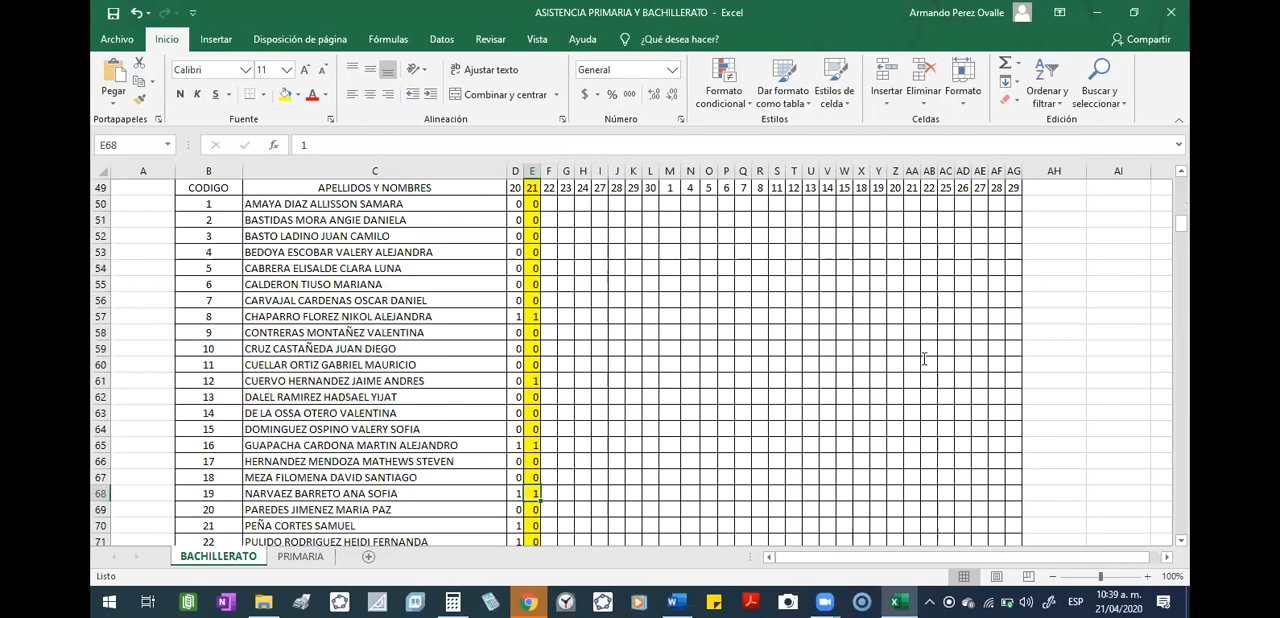 ASISTENCIA PRIMARIA Y BACHILLERATO - Excel
Armando Perez Ovalle
Archivo Inicio Insertar Disposición de página Fórmulas Datos Revisar Vista Ayuda ¿Qué desea hacer? Compartir
Pegar
Calibri 11
N K S
Ajustar texto
Combinar y centrar
General
$ % 000
Formato condicional
Dar formato como tabla
Estilos de celda
Insertar Eliminar Formato
Ordenar y filtrar
Buscar y seleccionar
Portapapeles Fuente Alineación Número Estilos Celdas Edición
E68 fx 1
A B C D E F G H I J K L M N O P Q R S T U V W X Y Z AA AB AC AD AE AF AG AH AI
49 CODIGO APELLIDOS Y NOMBRES 20 21 22 23 24 27 28 29 30 1 4 5 6 7 8 11 12 13 14 15 18 19 20 21 22 25 26 27 28 29
50 1 AMAYA DIAZ ALLISSON SAMARA 0 0
51 2 BASTIDAS MORA ANGIE DANIELA 0 0
52 3 BASTO LADINO JUAN CAMILO 0 0
53 4 BEDOYA ESCOBAR VALERY ALEJANDRA 0 0
54 5 CABRERA ELISALDE CLARA LUNA 0 0
55 6 CALDERON TIUSO MARIANA 0 0
56 7 CARVAJAL CARDENAS OSCAR DANIEL 0 0
57 8 CHAPARRO FLOREZ NIKOL ALEJANDRA 1 1
58 9 CONTRERAS MONTAÑEZ VALENTINA 0 0
59 10 CRUZ CASTAÑEDA JUAN DIEGO 0 0
60 11 CUELLAR ORTIZ GABRIEL MAURICIO 0 0
61 12 CUERVO HERNANDEZ JAIME ANDRES 0 1
62 13 DALEL RAMIREZ HADSAEL YIJAT 0 0
63 14 DE LA OSSA OTERO VALENTINA 0 0
64 15 DOMINGUEZ OSPINO VALERY SOFIA 0 0
65 16 GUAPACHA CARDONA MARTIN ALEJANDRO 1 1
66 17 HERNANDEZ MENDOZA MATHEWS STEVEN 0 0
67 18 MEZA FILOMENA DAVID SANTIAGO 0 0
68 19 NARVAEZ BARRETO ANA SOFIA 1 1
69 20 PAREDES JIMENEZ MARIA PAZ 0 0
70 21 PEÑA CORTES SAMUEL 1 0
71 22 PULIDO RODRIGUEZ HEIDI FERNANDA 0 0
BACHILLERATO PRIMARIA
Listo 100%
ESP
10:39 a. m.
21/04/2020